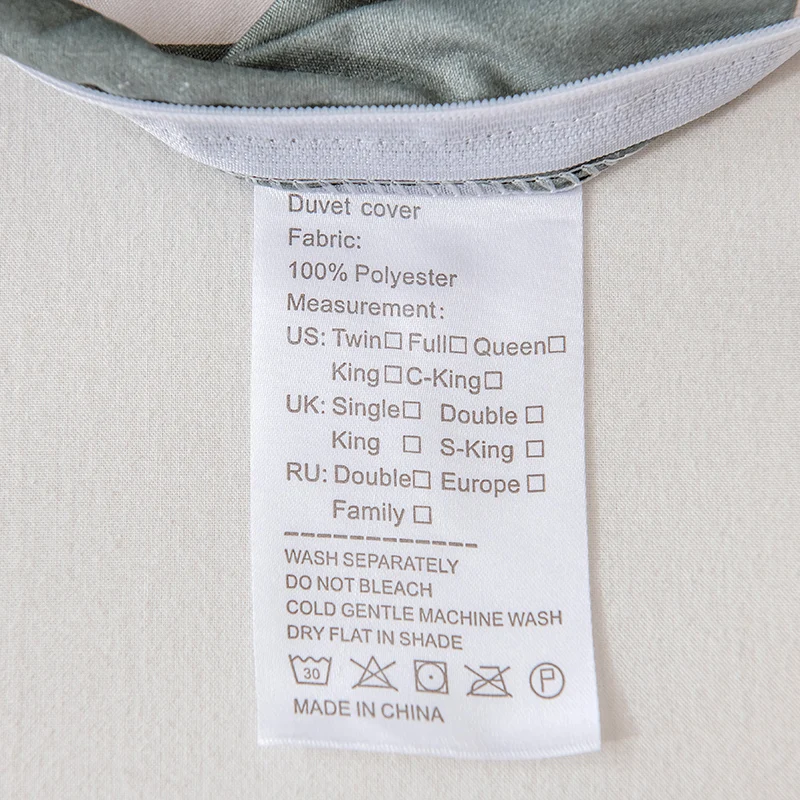 Duvet cover
Fabric:
100% Polyester
Measurement:
US: Twin□ Full□ Queen□
King□ C-King□
UK: Single□ Double □
King □ S-King □
RU: Double□ Europe □
Family □
WASH SEPARATELY
DO NOT BLEACH
COLD GENTLE MACHINE WASH
DRY FLAT IN SHADE
30 P
MADE IN CHINA